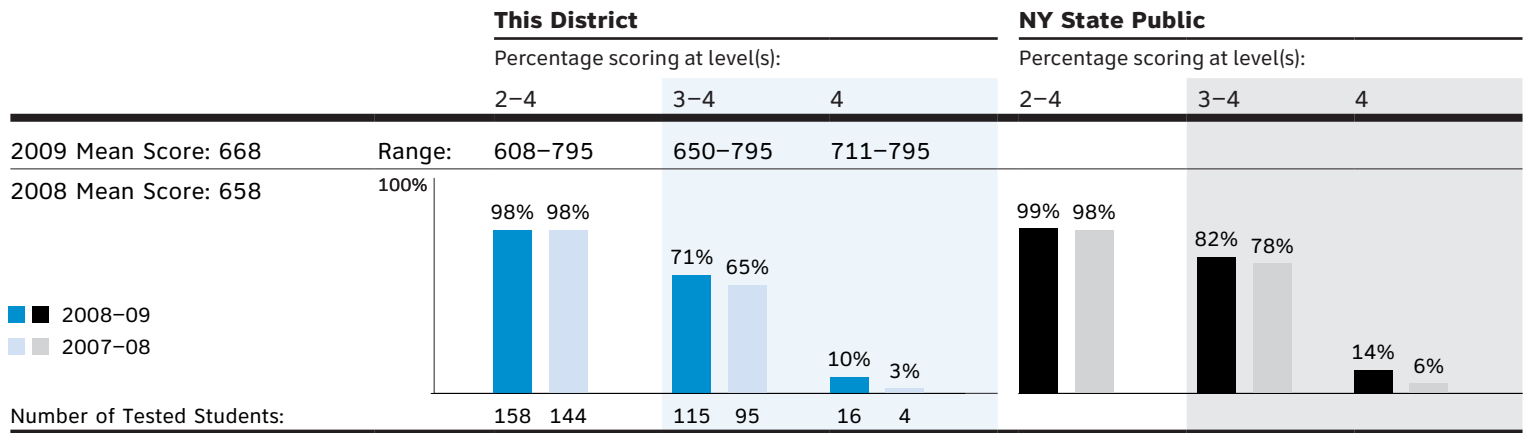 This District NY State Public
Percentage scoring at level(s): Percentage scoring at level(s):
2–4 3–4 4 2–4 3–4 4
2009 Mean Score: 668 Range: 608–795 650–795 711–795
2008 Mean Score: 658 100%
98% 98% 71% 65% 10% 3% 99% 98% 82% 78% 14% 6%
2008–09
2007–08
Number of Tested Students: 158 144 115 95 16 4